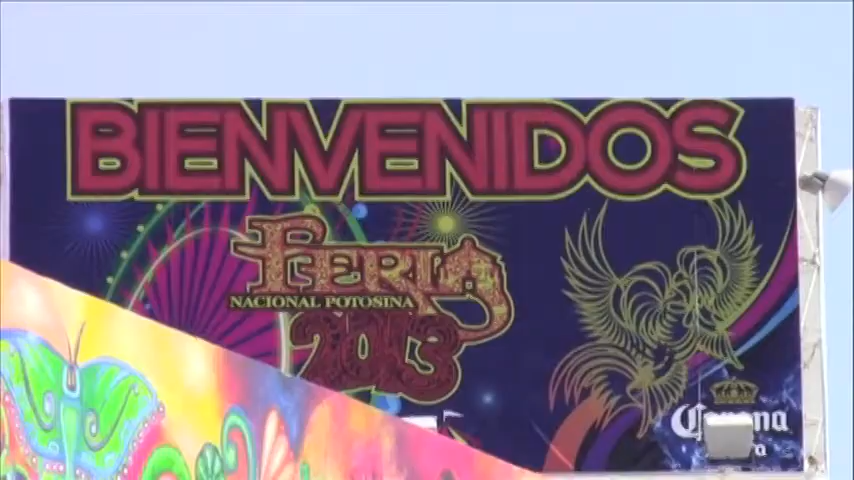 BIENVENIDOS
FERIA
NACIONAL POTOSINA
2013
Corona